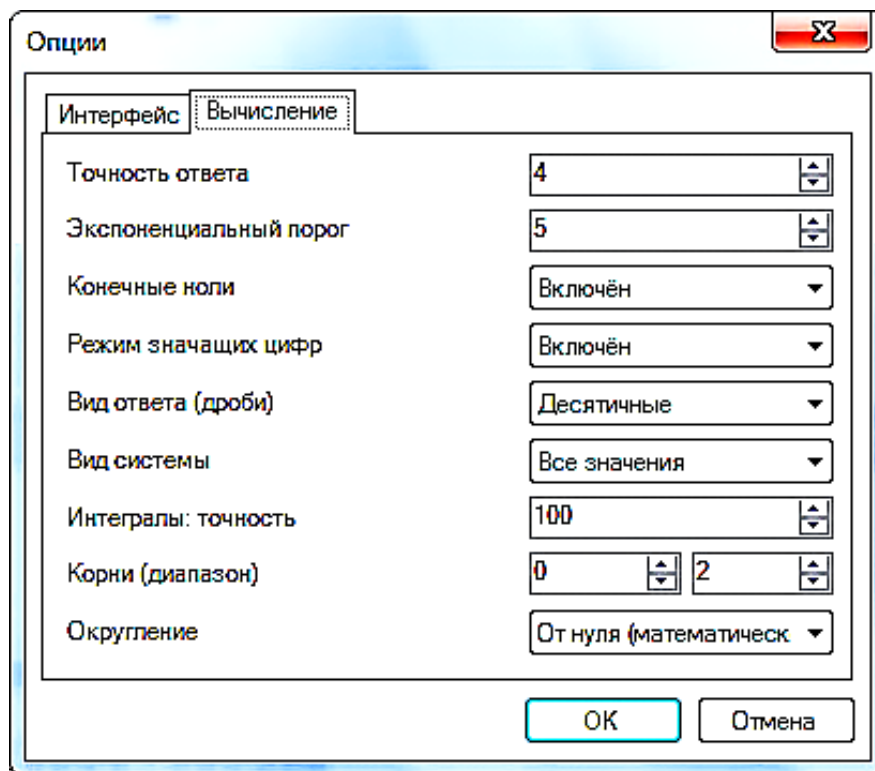 Опции
Интерфейс Вычисление
Точность ответа 4
Экспоненциальный порог 5
Конечные ноли Включён
Режим значащих цифр Включён
Вид ответа (дроби) Десятичные
Вид системы Все значения
Интегралы: точность 100
Корни (диапазон) 0 2
Округление От нуля (математическ
ОК Отмена